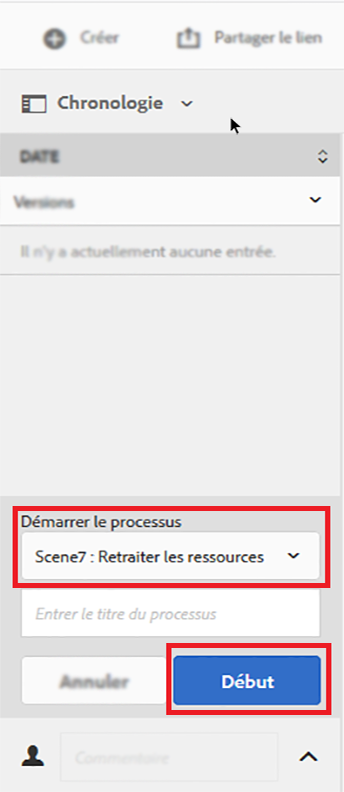 Créer
Partager le lien
Chronologie
DATE
Versions
Il n'y a actuellement aucune entrée.
Démarrer le processus
Scene7 : Retraiter les ressources
Entrer le titre du processus
Annuler
Début
Commentaire